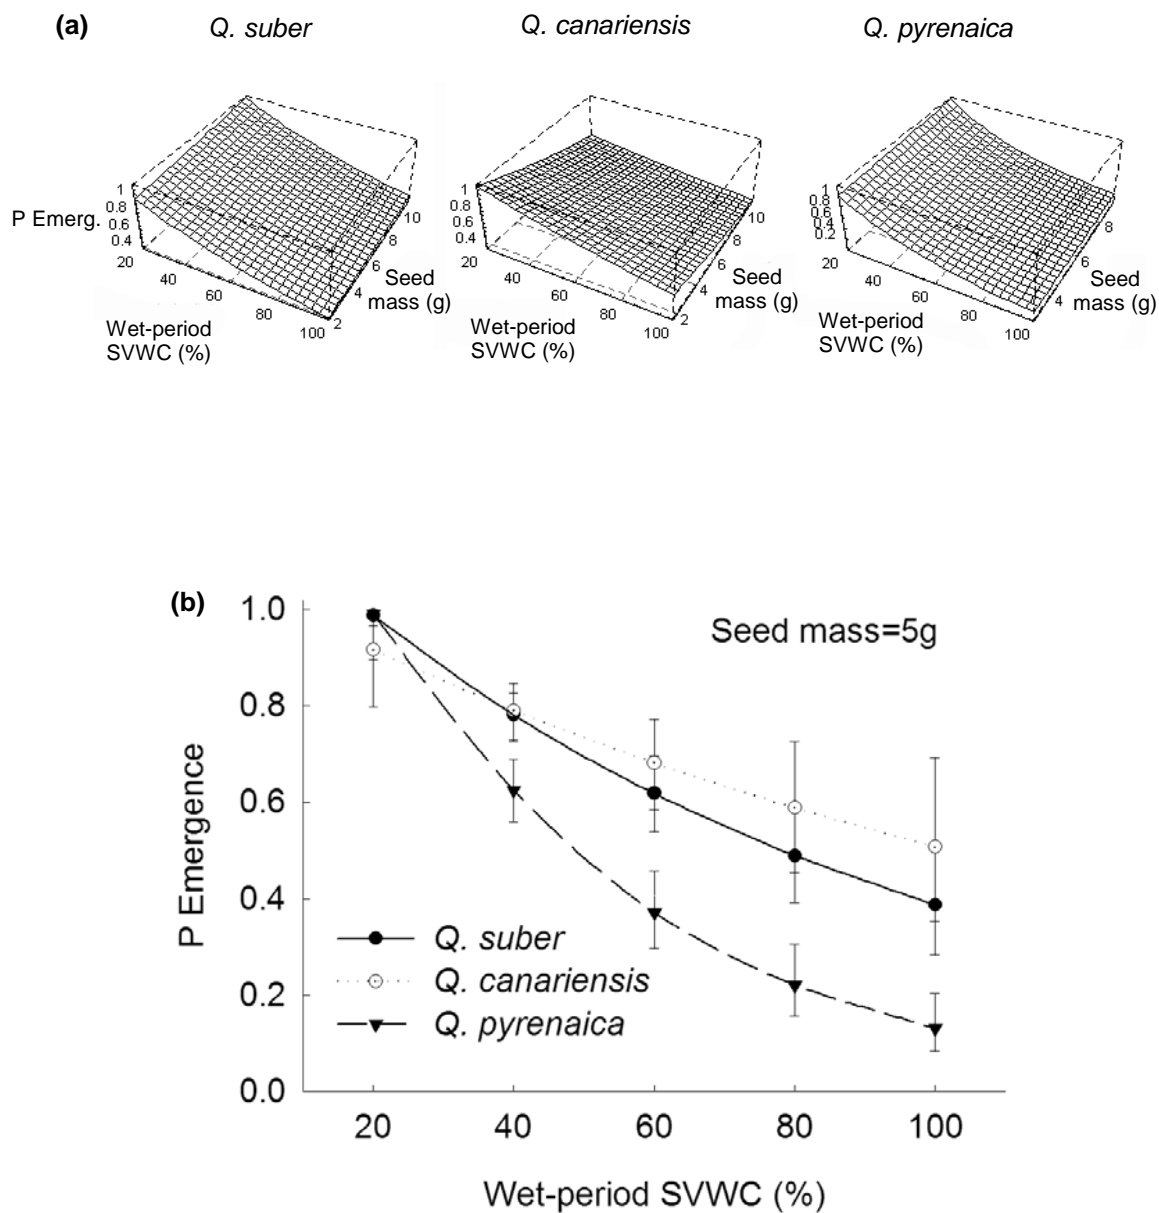 (a) Q. suber Q. canariensis Q. pyrenaica
P Emerg.
1
0.8
0.6
0.4
20
40
60
80
100
2
4
6
8
10
Wet-period
SVWC (%)
Seed
mass (g)
1
0.8
0.6
0.4
20
40
60
80
100
2
4
6
8
10
Wet-period
SVWC (%)
Seed
mass (g)
1
0.8
0.6
0.4
0.2
20
40
60
80
100
4
6
8
Wet-period
SVWC (%)
Seed
mass (g)
(b)
Seed mass=5g
P Emergence
1.0
0.8
0.6
0.4
0.2
0.0
Q. suber
Q. canariensis
Q. pyrenaica
20 40 60 80 100
Wet-period SVWC (%)